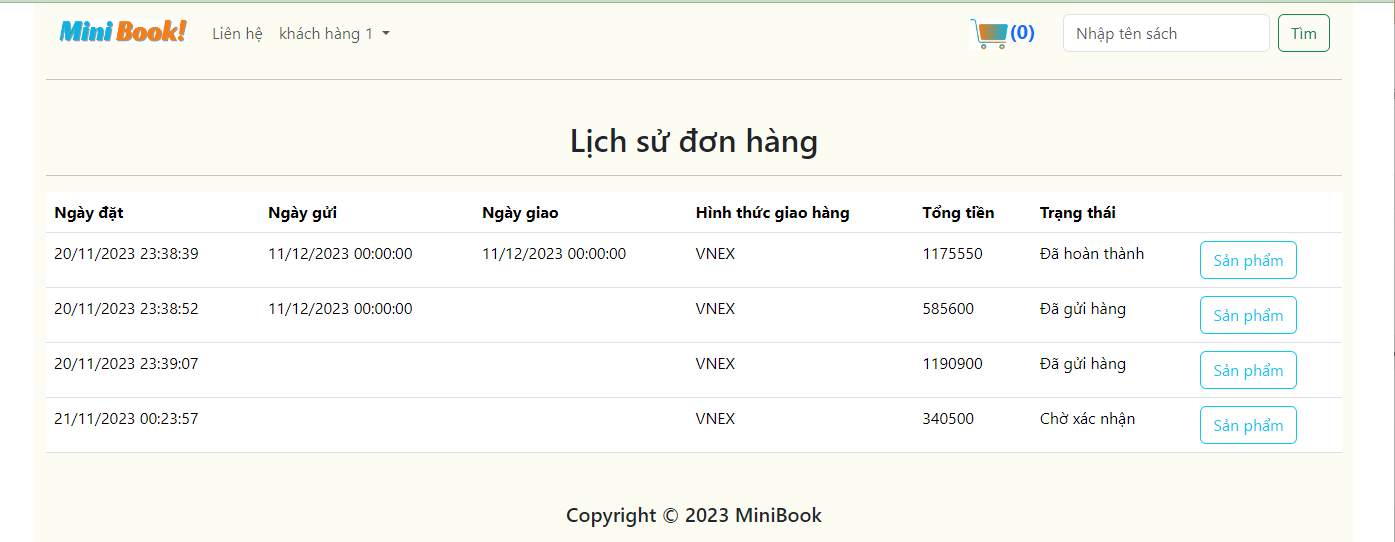 Mini Book! Liên hệ khách hàng 1 (0) Nhập tên sách Tìm
Lịch sử đơn hàng
Ngày đặt Ngày gửi Ngày giao Hình thức giao hàng Tổng tiền Trạng thái
20/11/2023 23:38:39 11/12/2023 00:00:00 11/12/2023 00:00:00 VNEX 1175550 Đã hoàn thành Sản phẩm
20/11/2023 23:38:52 11/12/2023 00:00:00 VNEX 585600 Đã gửi hàng Sản phẩm
20/11/2023 23:39:07 VNEX 1190900 Đã gửi hàng Sản phẩm
21/11/2023 00:23:57 VNEX 340500 Chờ xác nhận Sản phẩm
Copyright © 2023 MiniBook